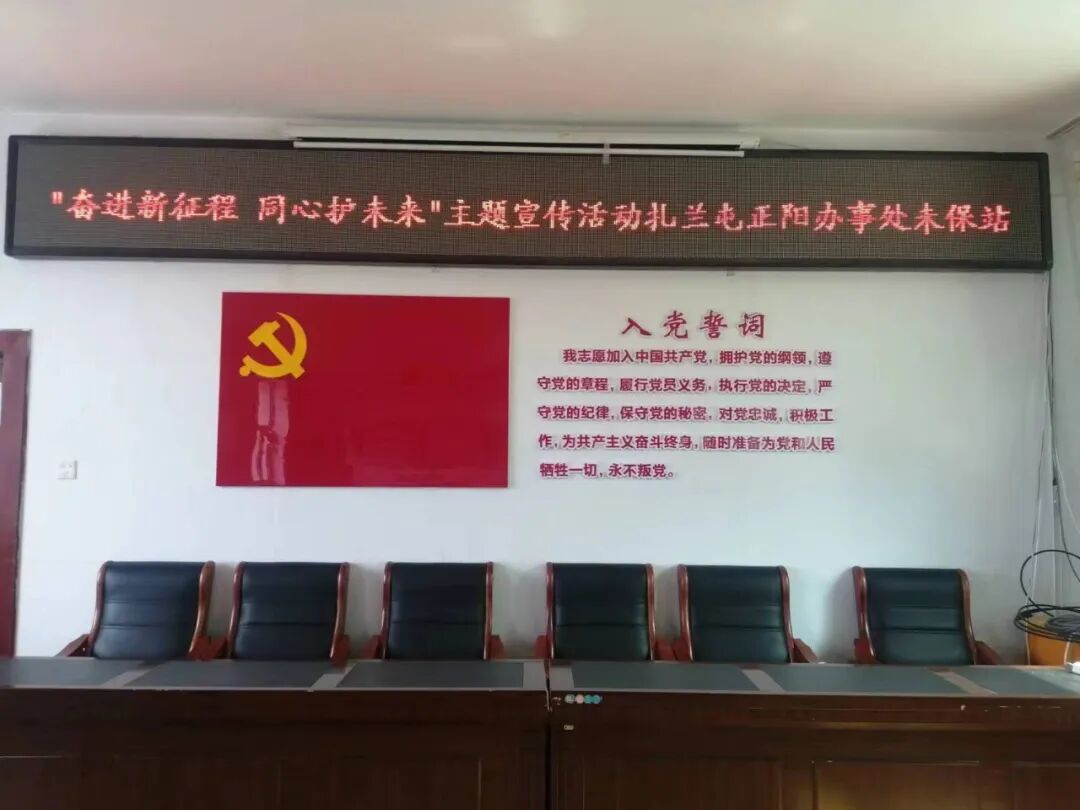 "奋进新征程 同心护未来"主题宣传活动扎兰屯正阳办事处未保站
入党誓词
我志愿加入中国共产党，拥护党的纲领，遵
守党的章程，履行党员义务，执行党的决定，严
守党的纪律，保守党的秘密，对党忠诚，积极工
作，为共产主义奋斗终身，随时准备为党和人民
牺牲一切，永不叛党。